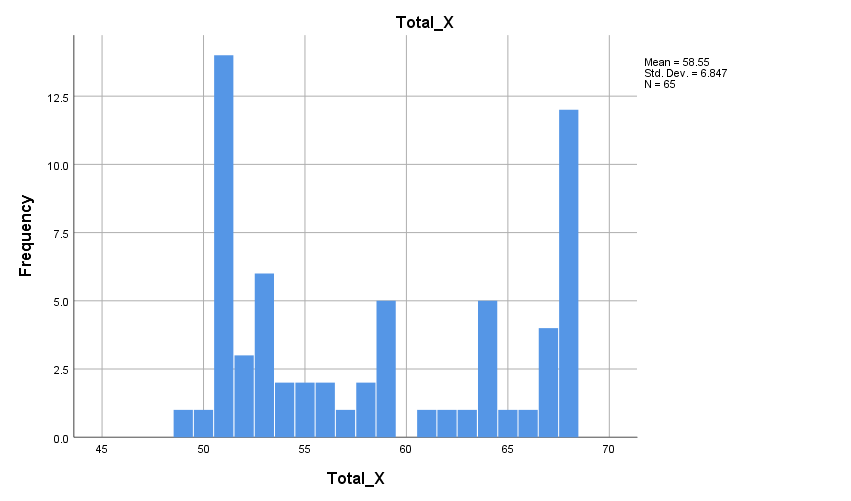 Total_X
Mean = 58.55
Std. Dev. = 6.847
N = 65
12.5
10.0
7.5
5.0
2.5
0.0
Frequency
45 50 55 60 65 70
Total_X